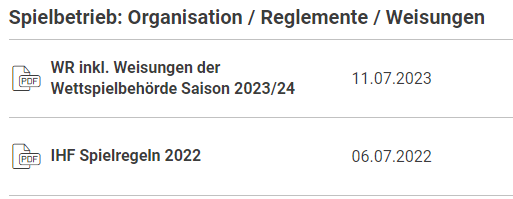 Spielbetrieb: Organisation / Reglemente / Weisungen
PDF WR inkl. Weisungen der
Wettspielbehörde Saison 2023/24 11.07.2023
PDF IHF Spielregeln 2022 06.07.2022